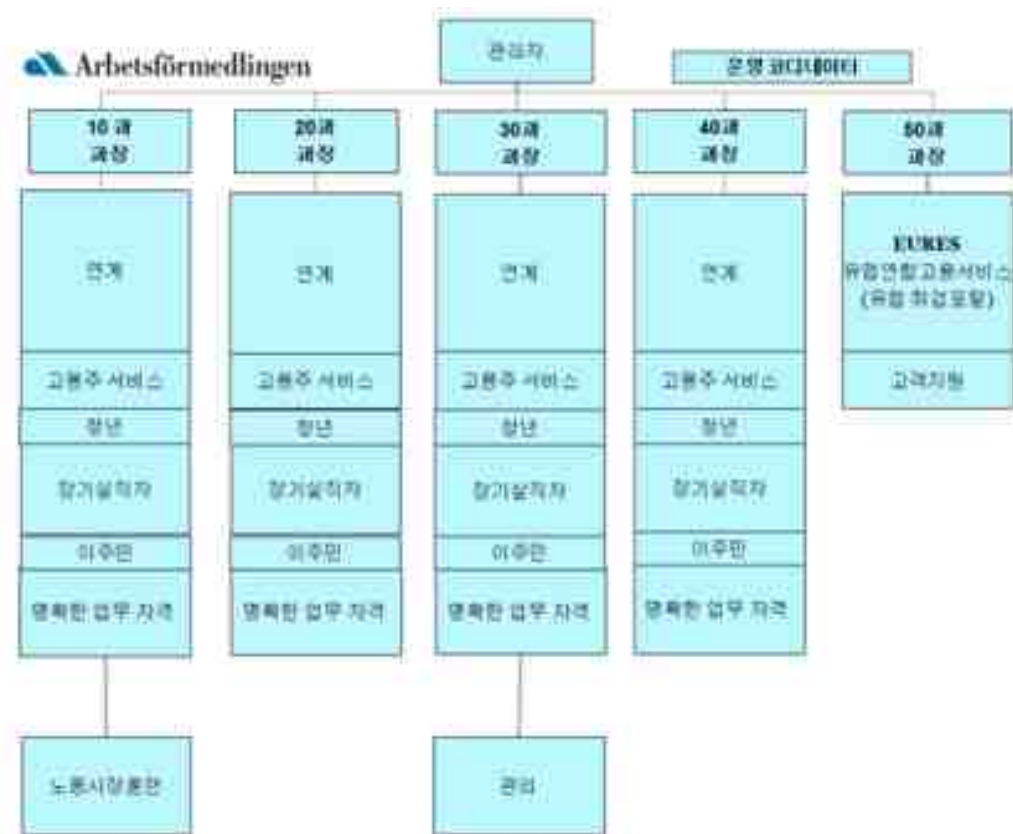 Arbetsförmedlingen
관리자
운영 코디네이터
10과
과장
20과
과장
30과
과장
40과
과장
50과
과장
연계
연계
연계
연계
EURES
유럽연합고용서비스
(유럽 취업포털)
고용주 서비스
고용주 서비스
고용주 서비스
고용주 서비스
고객지원
청년
청년
청년
청년
장기실직자
장기실직자
장기실직자
장기실직자
이주민
이주민
이주민
이주민
명확한 업무 자격
명확한 업무 자격
명확한 업무 자격
명확한 업무 자격
노동시장훈련
관리